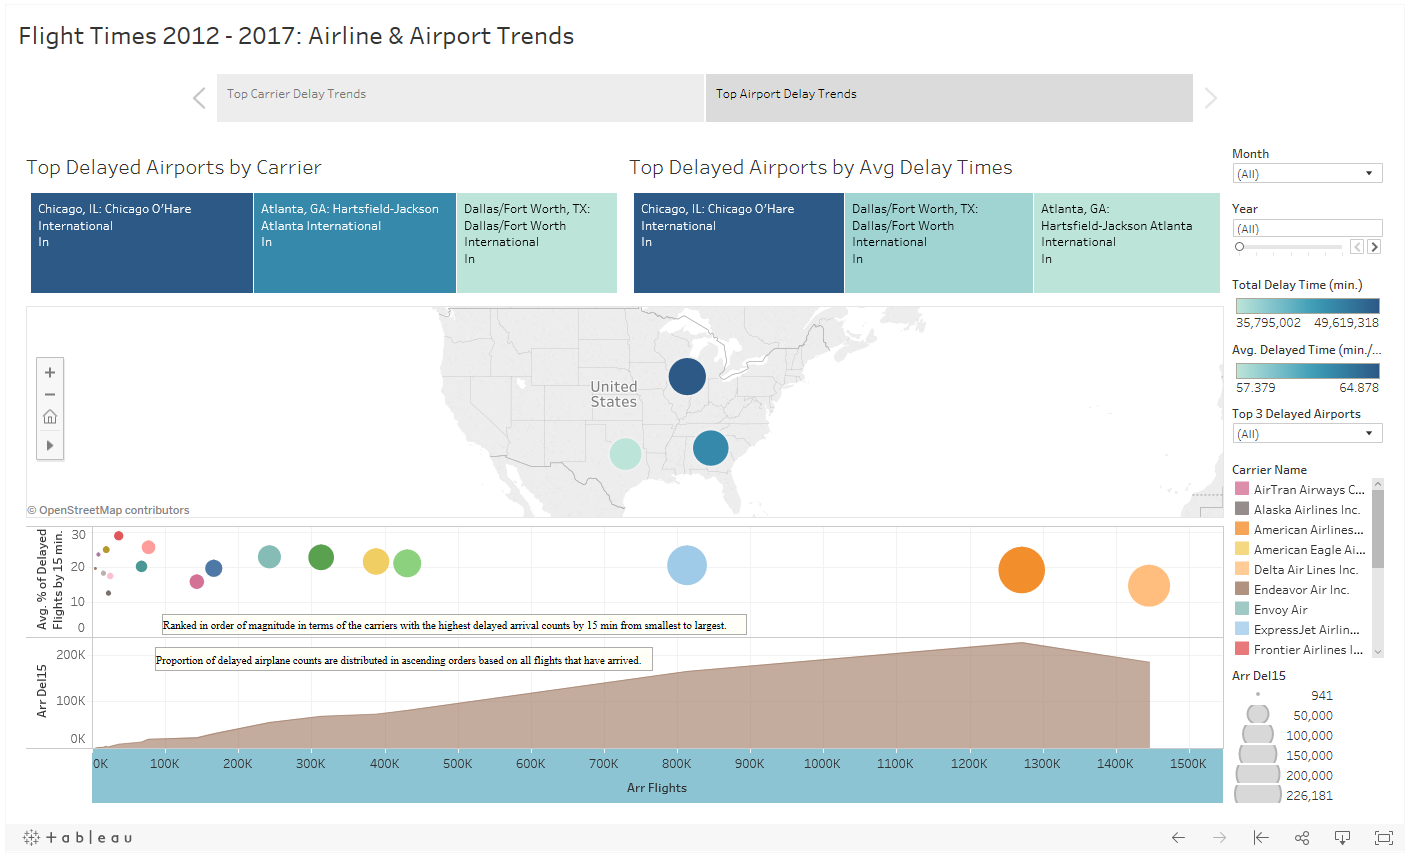 Flight Times 2012 - 2017: Airline & Airport Trends
Top Carrier Delay Trends
Top Airport Delay Trends
Top Delayed Airports by Carrier
Chicago, IL: Chicago O'Hare
International
In
Atlanta, GA: Hartsfield-Jackson
Atlanta International
In
Dallas/Fort Worth, TX:
Dallas/Fort Worth
International
In
Top Delayed Airports by Avg Delay Times
Chicago, IL: Chicago O'Hare
International
In
Dallas/Fort Worth, TX:
Dallas/Fort Worth
International
In
Atlanta, GA:
Hartsfield-Jackson Atlanta
International
In
United
States
© OpenStreetMap contributors
Avg. % of Delayed
Flights by 15 min.
30
20
10
0
Ranked in order of magnitude in terms of the carriers with the highest delayed arrival counts by 15 min from smallest to largest.
Proportion of delayed airplane counts are distributed in ascending orders based on all flights that have arrived.
Arr Del15
200K
100K
0K
0K 100K 200K 300K 400K 500K 600K 700K 800K 900K 1000K 1100K 1200K 1300K 1400K 1500K
Arr Flights
Month
(All)
Year
(All)
Total Delay Time (min.)
35,795,002 49,619,318
Avg. Delayed Time (min./...
57.379 64.878
Top 3 Delayed Airports
(All)
Carrier Name
AirTran Airways C...
Alaska Airlines Inc.
American Airlines...
American Eagle Ai...
Delta Air Lines Inc.
Endeavor Air Inc.
Envoy Air
ExpressJet Airlin...
Frontier Airlines I...
Arr Del15
941
50,000
100,000
150,000
200,000
226,181
+ a b | e a u